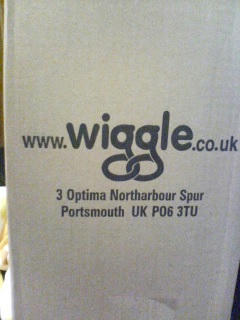 www.wiggle.co.uk
3 Optima Northarbour Spur
Portsmouth UK PO6 3TU